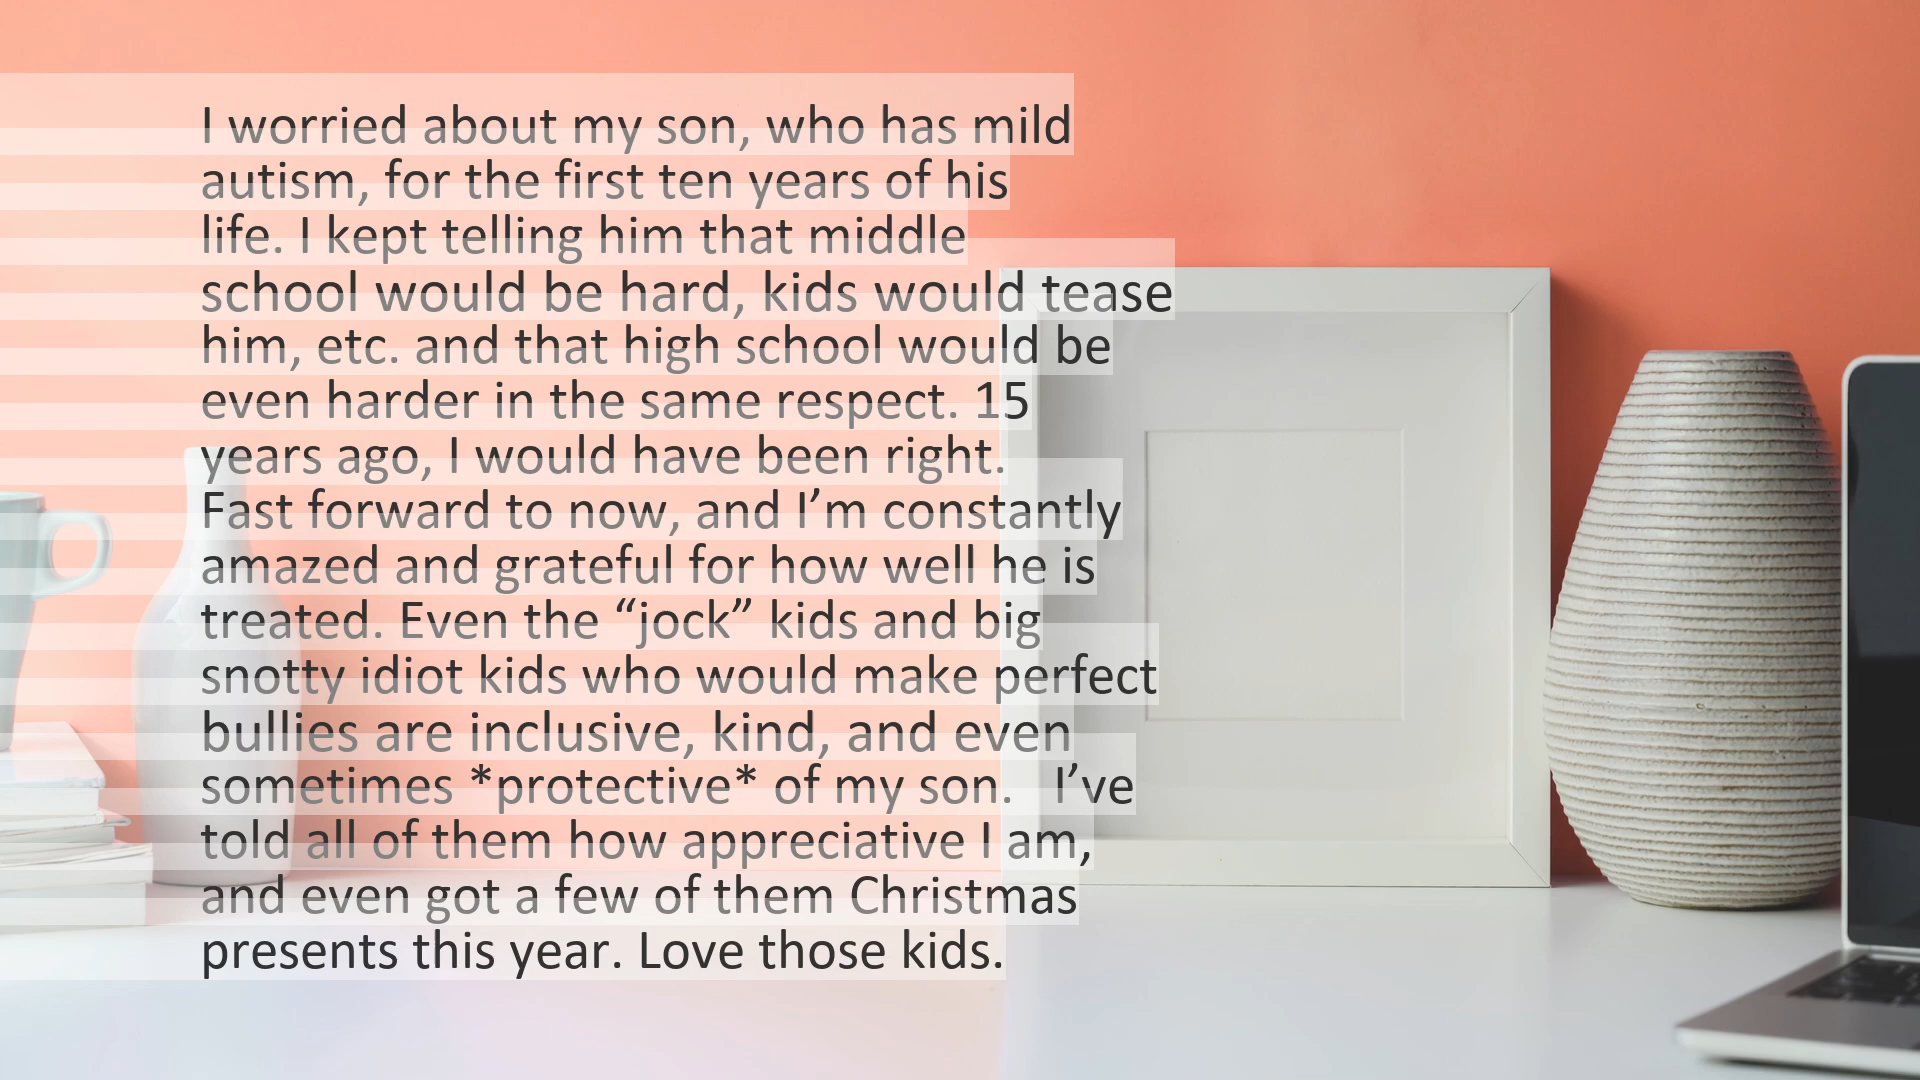 I worried about my son, who has mild
autism, for the first ten years of his
life. I kept telling him that middle
school would be hard, kids would tease
him, etc. and that high school would be
even harder in the same respect. 15
years ago, I would have been right.
Fast forward to now, and I’m constantly
amazed and grateful for how well he is
treated. Even the “jock” kids and big
snotty idiot kids who would make perfect
bullies are inclusive, kind, and even
sometimes *protective* of my son.   I’ve
told all of them how appreciative I am,
and even got a few of them Christmas
presents this year. Love those kids.